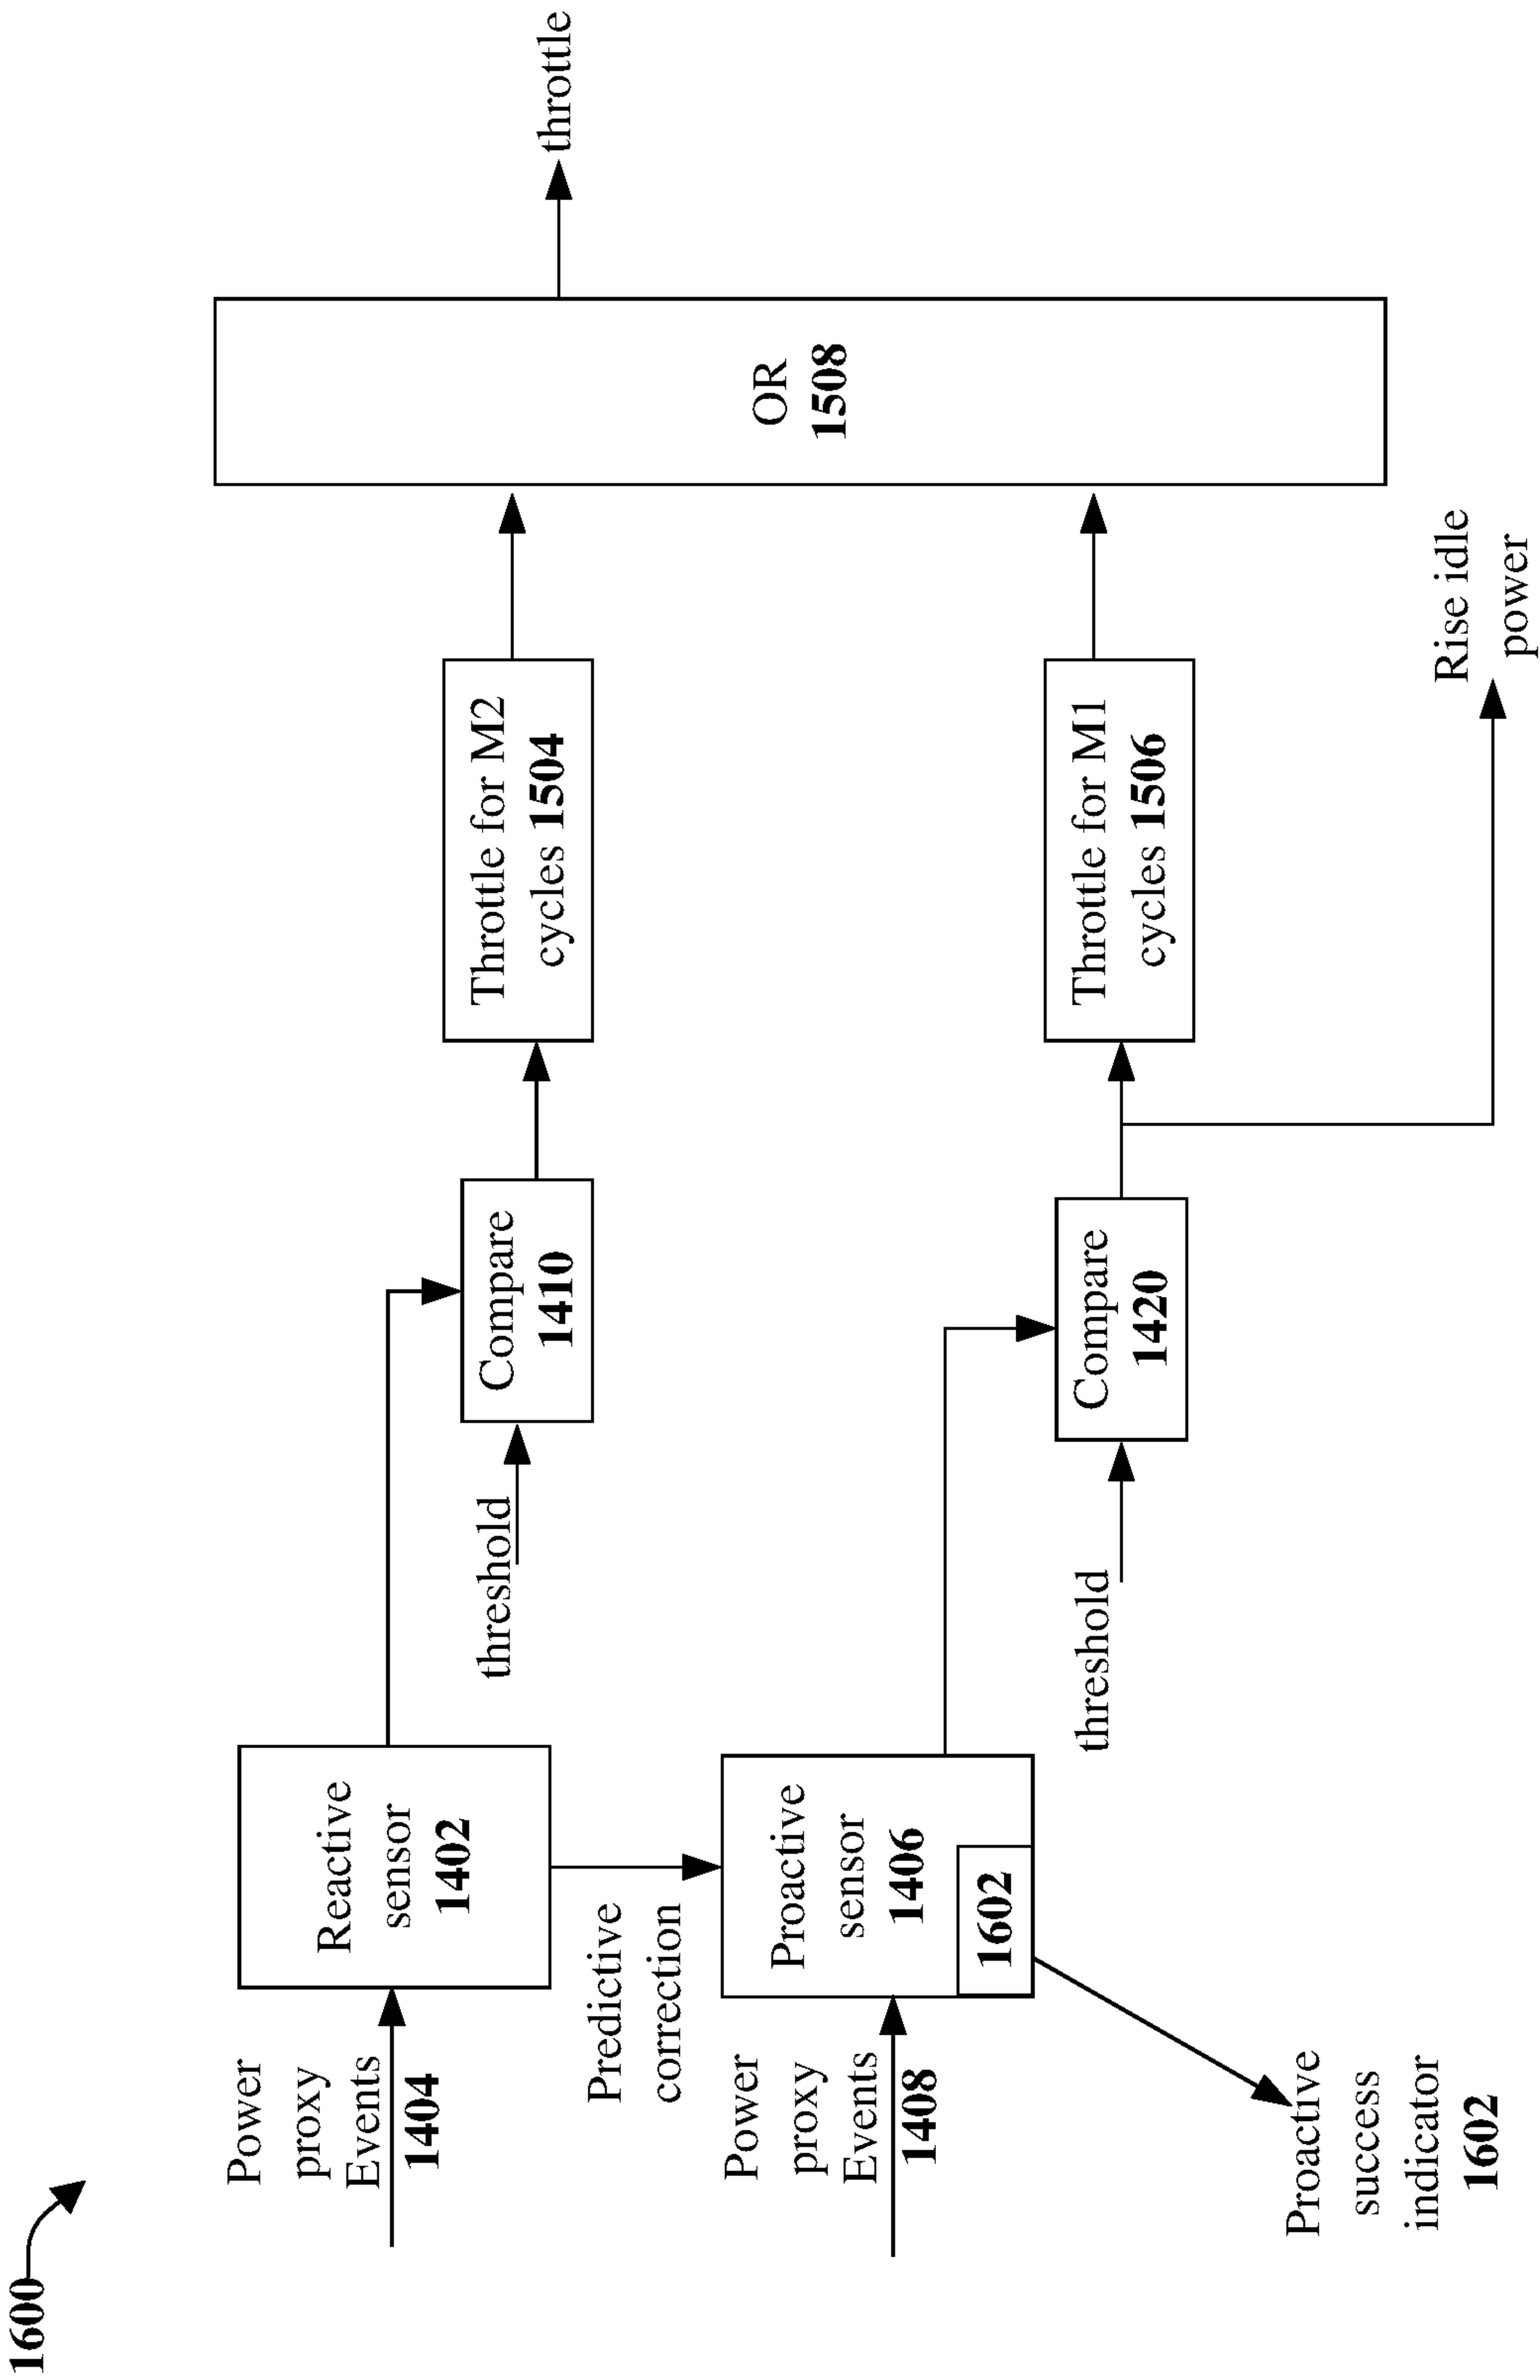 1600
Power
proxy
Events
1404
Reactive
sensor
1402
threshold
Compare
1410
Throttle for M2
cycles 1504
OR
1508
throttle
Predictive
correction
Power
proxy
Events
1408
Proactive
sensor
1406
1602
threshold
Compare
1420
Throttle for M1
cycles 1506
Rise idle
power
Proactive
success
indicator
1602